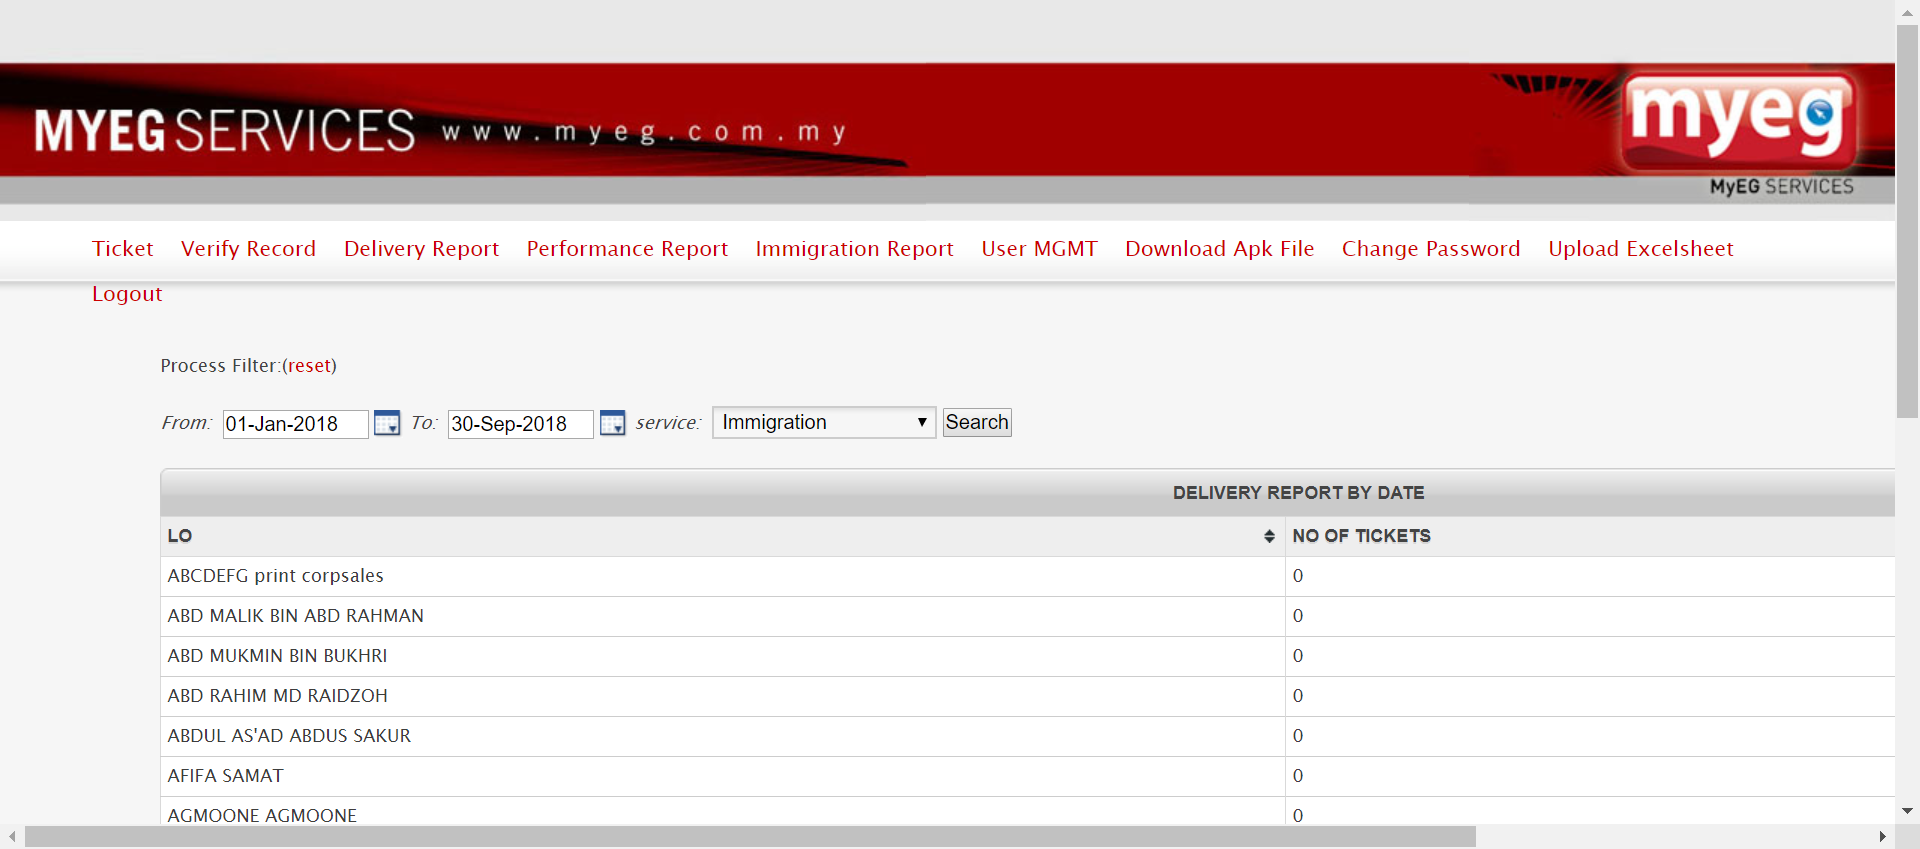 MYEG SERVICES www.myeg.com.my
myeg
MyEG SERVICES
Ticket Verify Record Delivery Report Performance Report Immigration Report User MGMT Download Apk File Change Password Upload Excelsheet
Logout
Process Filter:(reset)
From: 01-Jan-2018 To: 30-Sep-2018 service: Immigration Search
DELIVERY REPORT BY DATE
LO NO OF TICKETS
ABCDEFG print corpsales 0
ABD MALIK BIN ABD RAHMAN 0
ABD MUKMIN BIN BUKHRI 0
ABD RAHIM MD RAIDZOH 0
ABDUL AS'AD ABDUS SAKUR 0
AFIFA SAMAT 0
AGMOONE AGMOONE 0